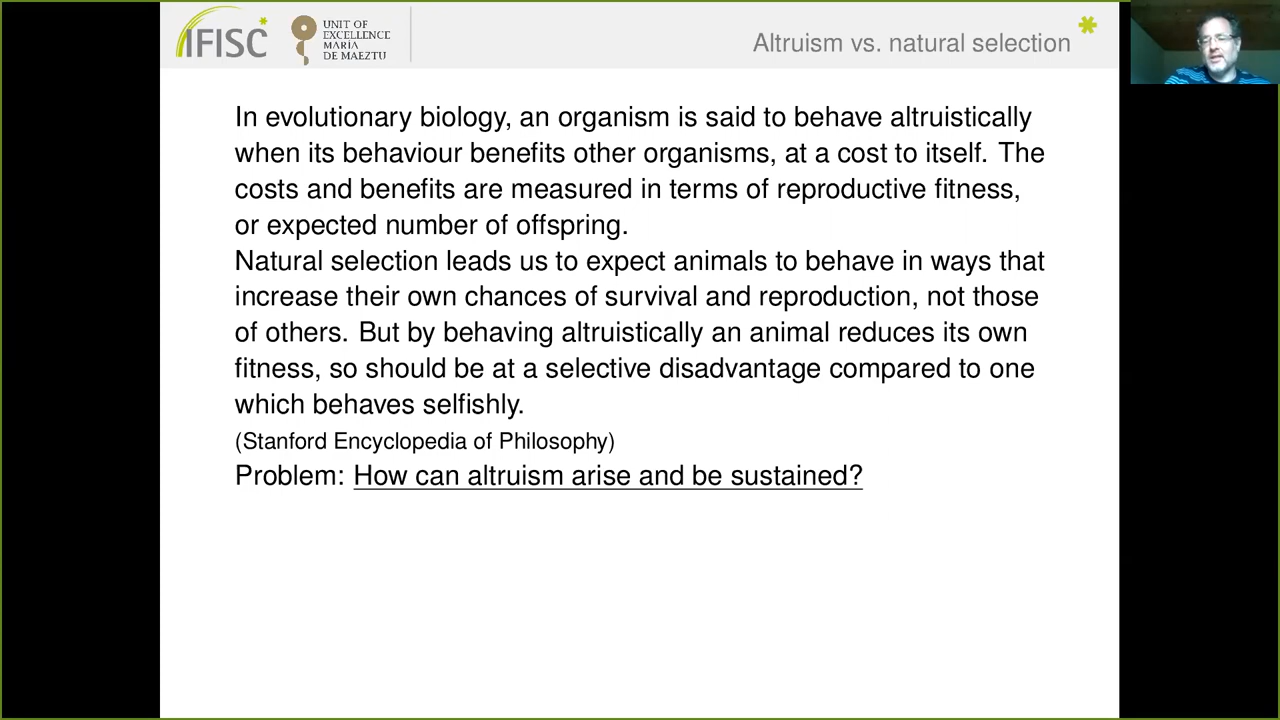 IFISC
UNIT OF
EXCELLENCE
MARÍA
DE MAEZTU
Altruism vs. natural selection
In evolutionary biology, an organism is said to behave altruistically
when its behaviour benefits other organisms, at a cost to itself. The
costs and benefits are measured in terms of reproductive fitness,
or expected number of offspring.
Natural selection leads us to expect animals to behave in ways that
increase their own chances of survival and reproduction, not those
of others. But by behaving altruistically an animal reduces its own
fitness, so should be at a selective disadvantage compared to one
which behaves selfishly.
(Stanford Encyclopedia of Philosophy)
Problem: How can altruism arise and be sustained?